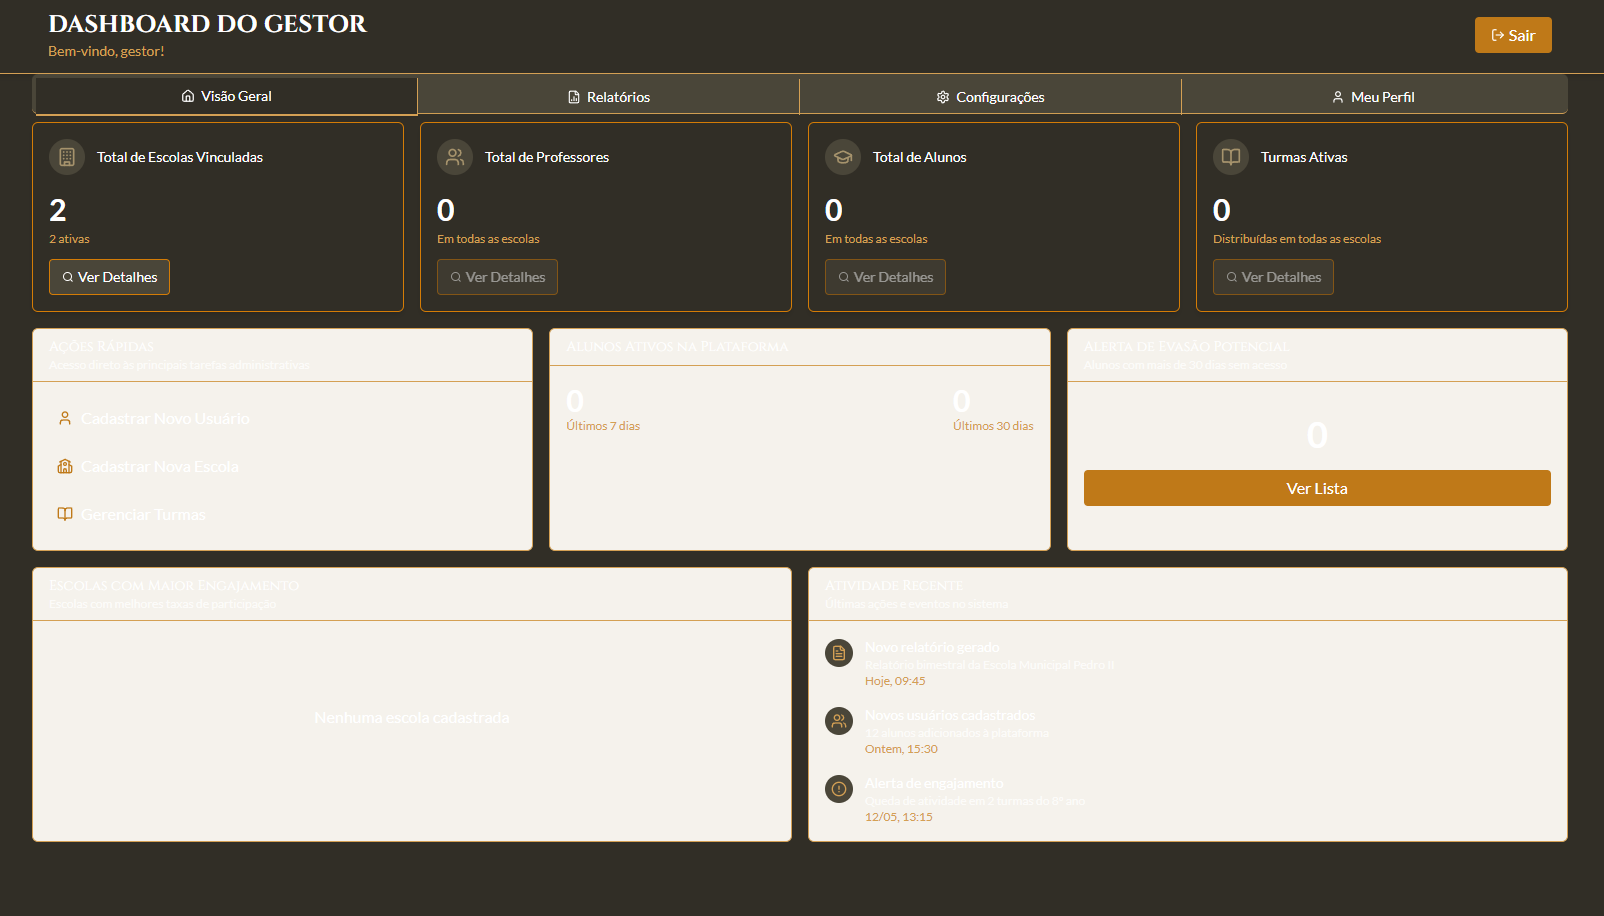 DASHBOARD DO GESTOR
Bem-vindo, gestor!
Sair
Visão Geral
Relatórios
Configurações
Meu Perfil
Total de Escolas Vinculadas
2
2 ativas
Ver Detalhes
Total de Professores
0
Em todas as escolas
Ver Detalhes
Total de Alunos
0
Em todas as escolas
Ver Detalhes
Turmas Ativas
0
Distribuídas em todas as escolas
Ver Detalhes
Ações Rápidas
Acesso direto às principais tarefas administrativas
Cadastrar Novo Usuário
Cadastrar Nova Escola
Gerenciar Turmas
Alunos Ativos na Plataforma
0
Últimos 7 dias
0
Últimos 30 dias
Alerta de Evasão Potencial
Alunos com mais de 30 dias sem acesso
0
Ver Lista
Escolas com Maior Engajamento
Escolas com melhores taxas de participação
Nenhuma escola cadastrada
Atividade Recente
Últimas ações e eventos no sistema
Novo relatório gerado
Relatório bimestral da Escola Municipal Pedro II
Hoje, 09:45
Novos usuários cadastrados
12 alunos adicionados à plataforma
Ontem, 15:30
Alerta de engajamento
Queda de atividade em 2 turmas do 8º ano
12/05, 13:15